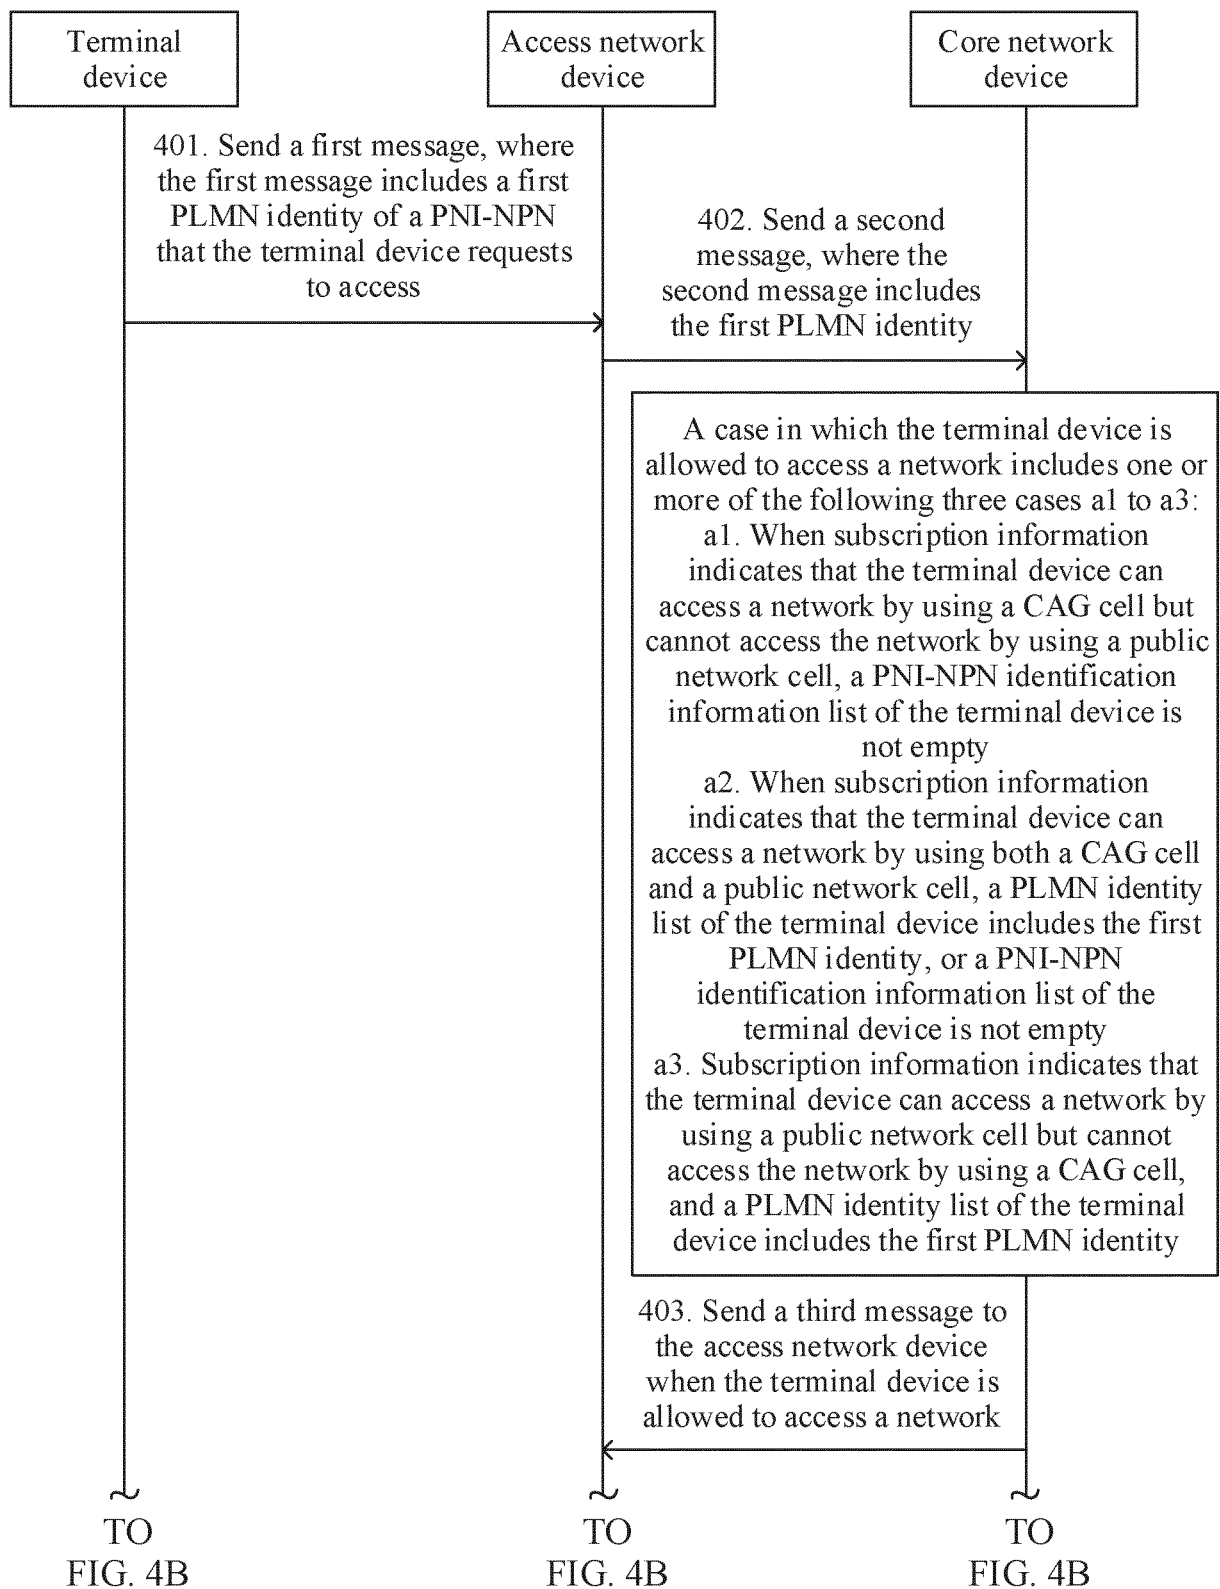 Terminal
device
Access network
device
Core network
device
401. Send a first message, where
the first message includes a first
PLMN identity of a PNI-NPN
that the terminal device requests
to access
402. Send a second
message, where the
second message includes
the first PLMN identity
A case in which the terminal device is
allowed to access a network includes one or
more of the following three cases a1 to a3:
a1. When subscription information
indicates that the terminal device can
access a network by using a CAG cell but
cannot access the network by using a public
network cell, a PNI-NPN identification
information list of the terminal device is
not empty
a2. When subscription information
indicates that the terminal device can
access a network by using both a CAG cell
and a public network cell, a PLMN identity
list of the terminal device includes the first
PLMN identity, or a PNI-NPN
identification information list of the
terminal device is not empty
a3. Subscription information indicates that
the terminal device can access a network by
using a public network cell but cannot
access the network by using a CAG cell,
and a PLMN identity list of the terminal
device includes the first PLMN identity
403. Send a third message to
the access network device
when the terminal device is
allowed to access a network
TO
FIG. 4B
TO
FIG. 4B
TO
FIG. 4B